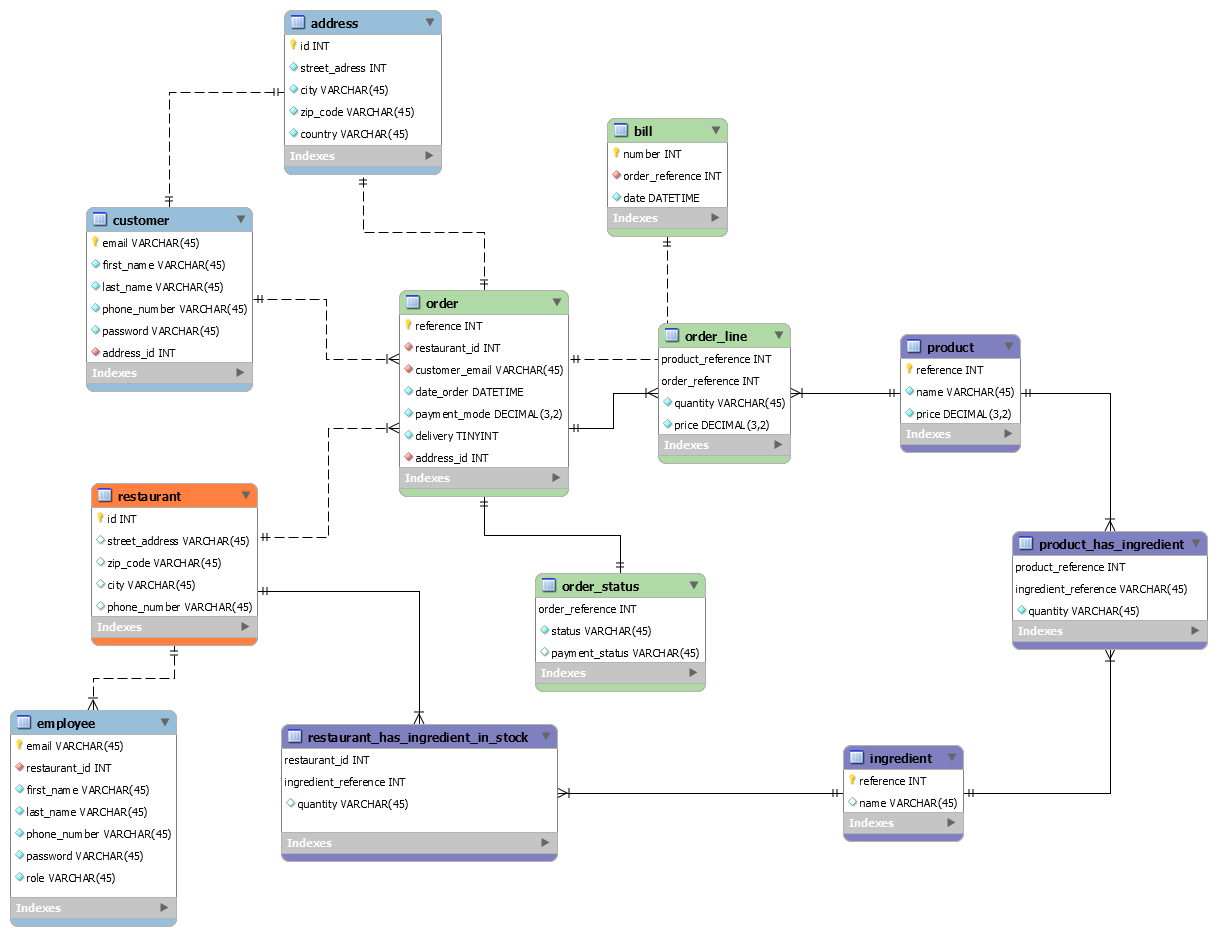 address
id INT
street_adress INT
city VARCHAR(45)
zip_code VARCHAR(45)
country VARCHAR(45)
Indexes
bill
number INT
order_reference INT
date DATETIME
Indexes
customer
email VARCHAR(45)
first_name VARCHAR(45)
last_name VARCHAR(45)
phone_number VARCHAR(45)
password VARCHAR(45)
address_id INT
Indexes
order
reference INT
restaurant_id INT
customer_email VARCHAR(45)
date_order DATETIME
payment_mode DECIMAL(3,2)
delivery TINYINT
address_id INT
Indexes
order_line
product_reference INT
order_reference INT
quantity VARCHAR(45)
price DECIMAL(3,2)
Indexes
product
reference INT
name VARCHAR(45)
price DECIMAL(3,2)
Indexes
restaurant
id INT
street_address VARCHAR(45)
zip_code VARCHAR(45)
city VARCHAR(45)
phone_number VARCHAR(45)
Indexes
order_status
order_reference INT
status VARCHAR(45)
payment_status VARCHAR(45)
Indexes
product_has_ingredient
product_reference INT
ingredient_reference VARCHAR(45)
quantity VARCHAR(45)
Indexes
employee
email VARCHAR(45)
restaurant_id INT
first_name VARCHAR(45)
last_name VARCHAR(45)
phone_number VARCHAR(45)
password VARCHAR(45)
role VARCHAR(45)
Indexes
restaurant_has_ingredient_in_stock
restaurant_id INT
ingredient_reference INT
quantity VARCHAR(45)
Indexes
ingredient
reference INT
name VARCHAR(45)
Indexes